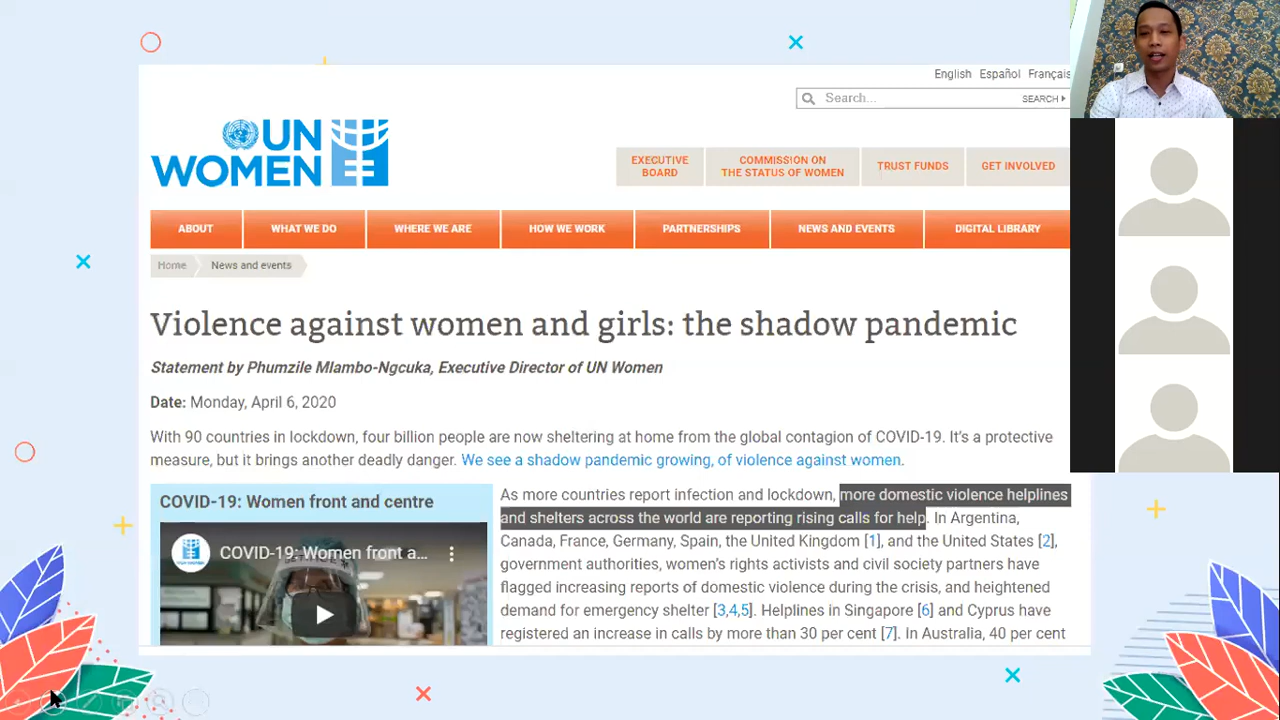 English Español Français
Search...
SEARCH
UN
WOMEN
EXECUTIVE
BOARD
COMMISSION ON
THE STATUS OF WOMEN
TRUST FUNDS
GET INVOLVED
ABOUT
WHAT WE DO
WHERE WE ARE
HOW WE WORK
PARTNERSHIPS
NEWS AND EVENTS
DIGITAL LIBRARY
Home
News and events
Violence against women and girls: the shadow pandemic
Statement by Phumzile Mlambo-Ngcuka, Executive Director of UN Women
Date: Monday, April 6, 2020
With 90 countries in lockdown, four billion people are now sheltering at home from the global contagion of COVID-19. It's a protective
measure, but it brings another deadly danger. We see a shadow pandemic growing, of violence against women.
COVID-19: Women front and centre
COVID-19: Women front a...
As more countries report infection and lockdown, more domestic violence helplines
and shelters across the world are reporting rising calls for help. In Argentina,
Canada, France, Germany, Spain, the United Kingdom [1], and the United States [2],
government authorities, women's rights activists and civil society partners have
flagged increasing reports of domestic violence during the crisis, and heightened
demand for emergency shelter [3,4,5]. Helplines in Singapore [6] and Cyprus have
registered an increase in calls by more than 30 per cent [7]. In Australia, 40 per cent